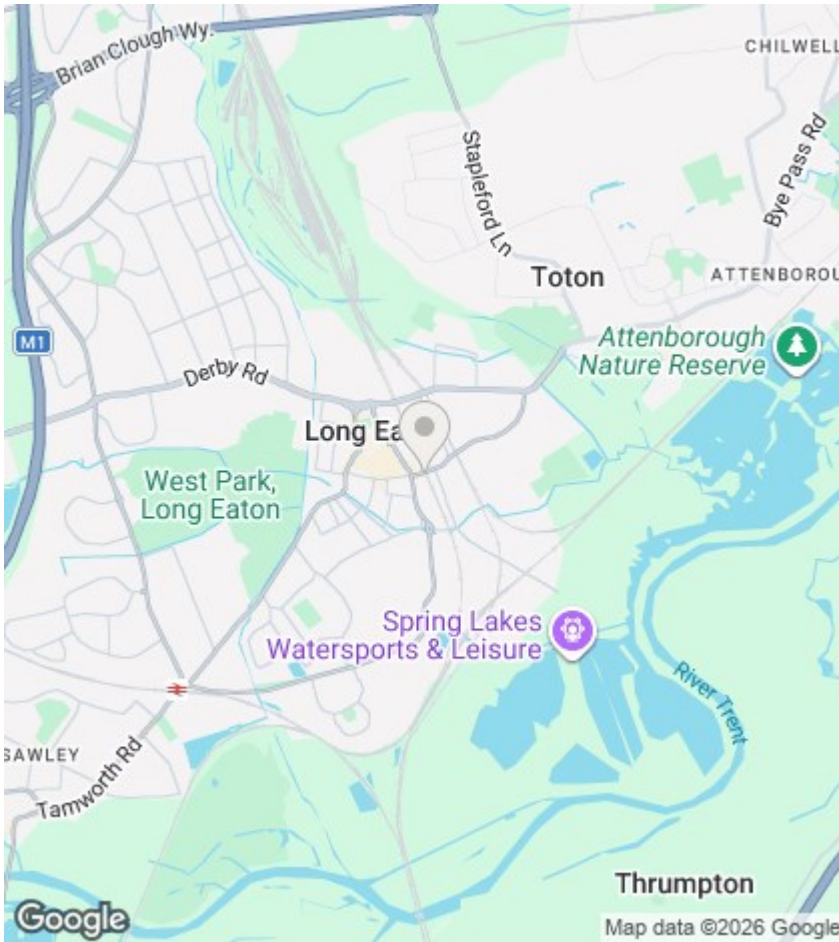 Brian Clough Wy.
CHILWELL
Bye Pass Rd
Stapleford Ln
Toton
ATTENBOROU
M1
Attenborough
Nature Reserve
Derby Rd
Long Ea
West Park,
Long Eaton
Spring Lakes
Watersports & Leisure
River Trent
SAWLEY
Tamworth Rd
Thrumpton
Google
Map data ©2026 Google